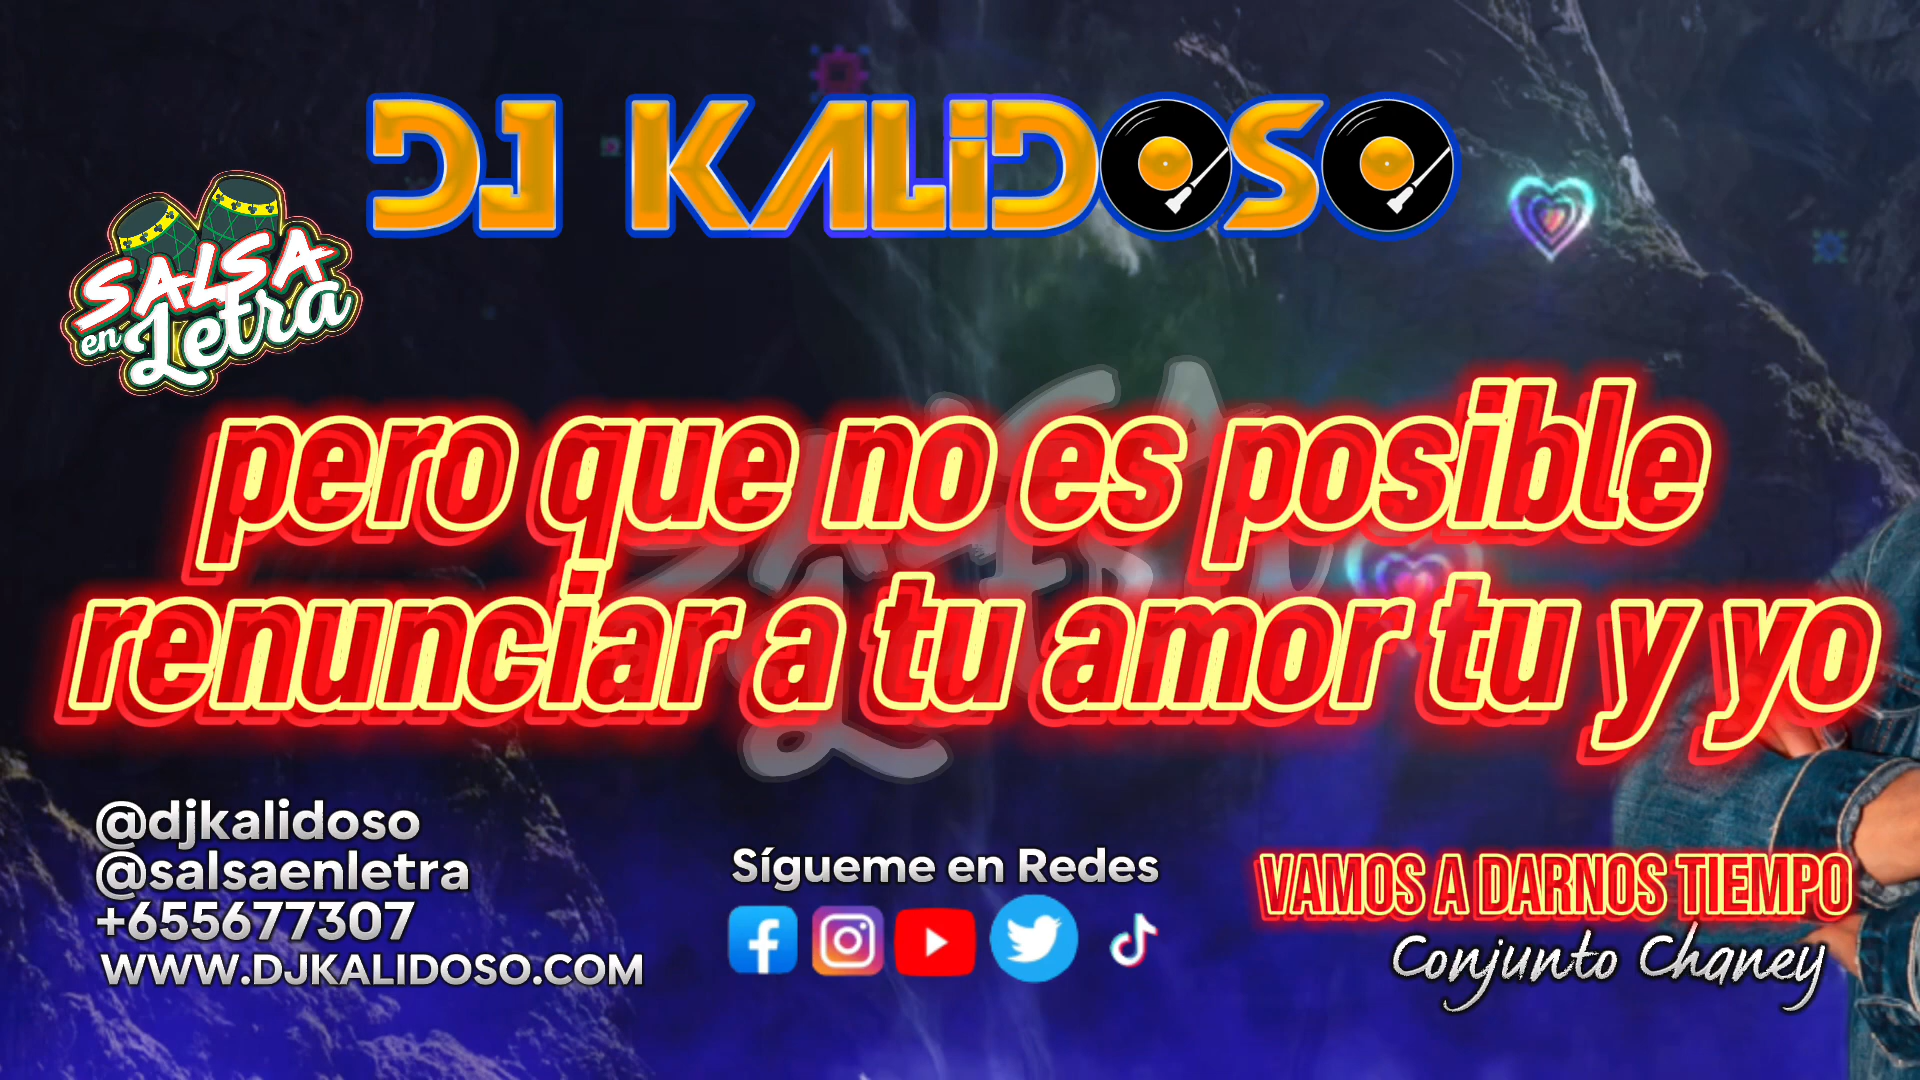 DJ KALIDOSO
SALSA
en Letra
pero que no es posible
renunciar a tu amor tu y yo
@djkalidoso
@salsaenletra
+655677307
WWW.DJKALIDOSO.COM
Sígueme en Redes
VAMOS A DARNOS TIEMPO
Conjunto Chaney